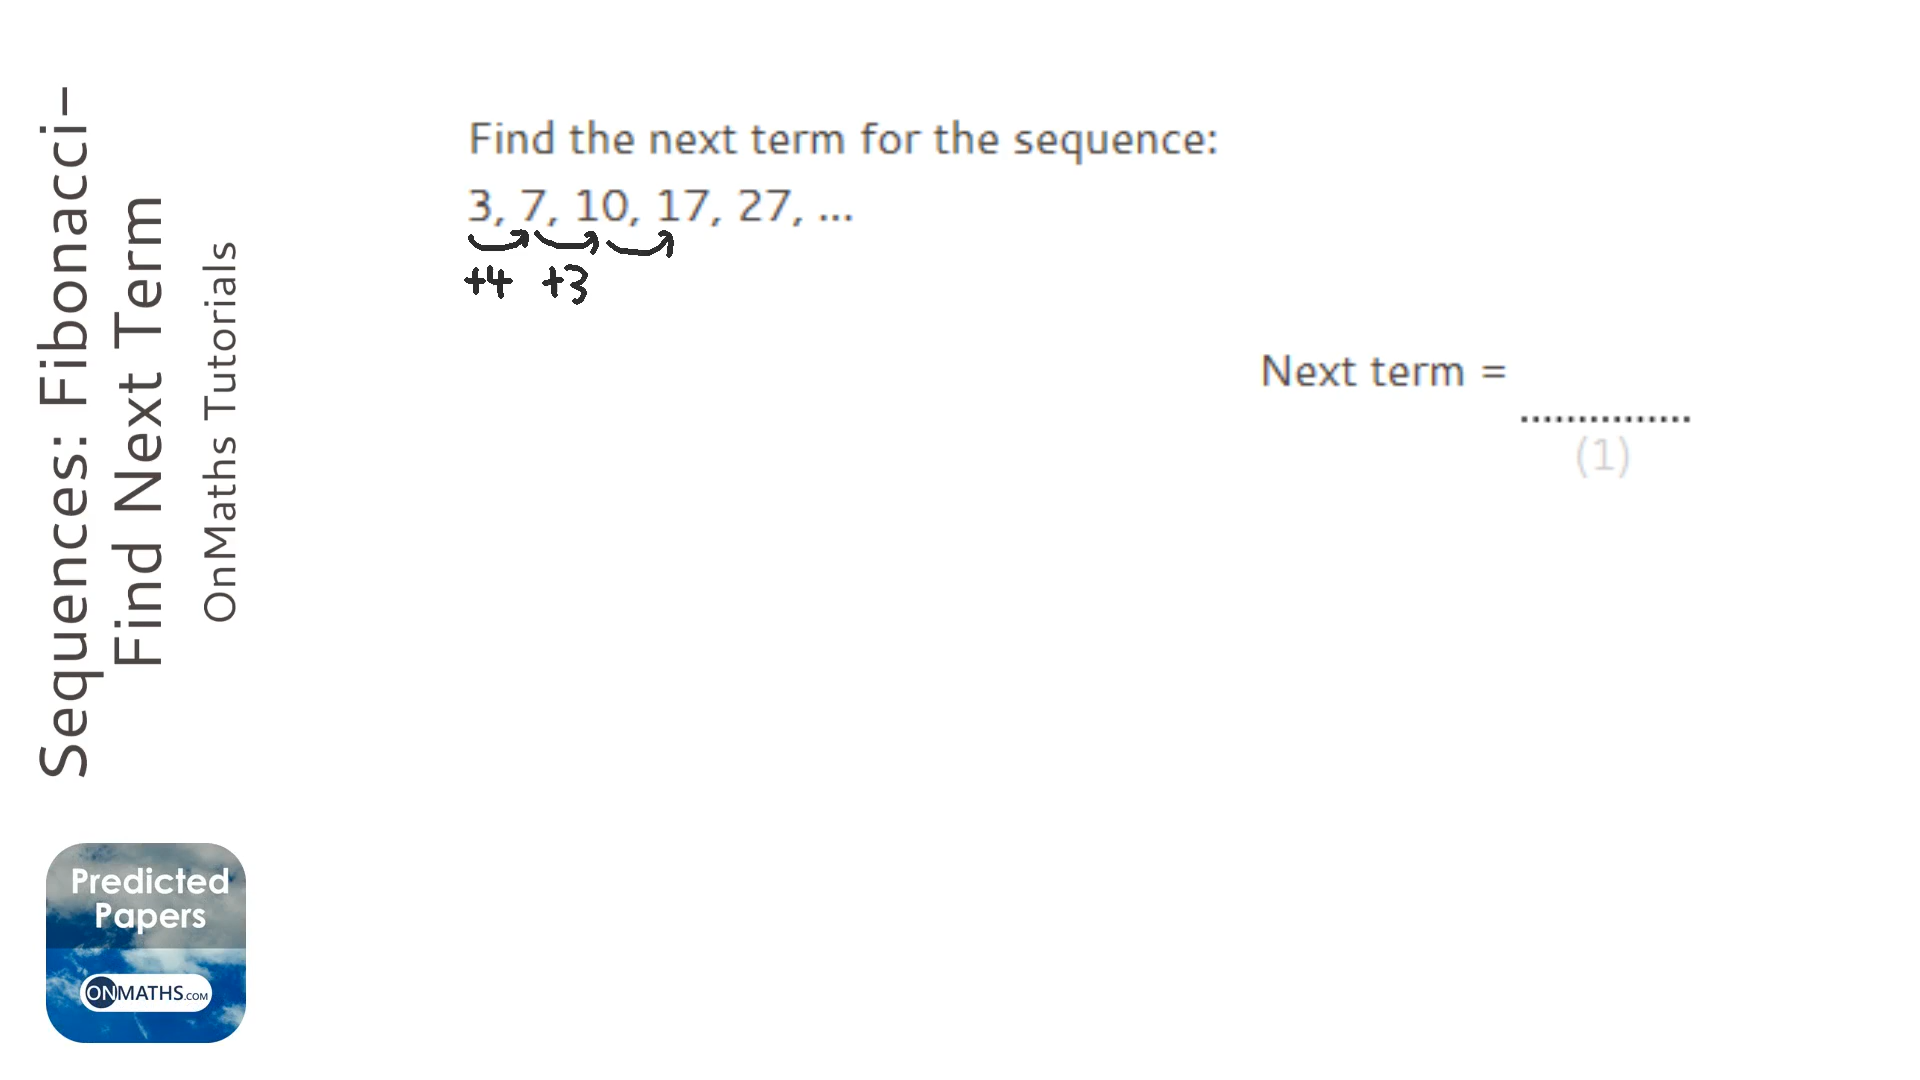 Sequences: Fibonacci–
Find Next Term
OnMaths Tutorials
Find the next term for the sequence:
3, 7, 10, 17, 27, ...
+4 +3
Next term =
...............
(1)
Predicted
Papers
ONMATHS.COM